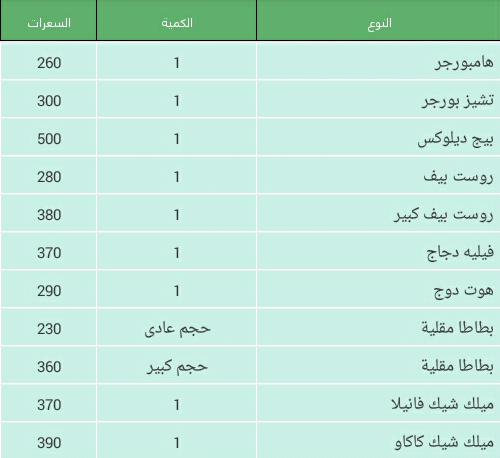 النوع الكمية السعرات
هامبورجر 1 260
تشيز بورجر 1 300
بيج ديلوكس 1 500
روست بيف 1 280
روست بيف كبير 1 380
فيليه دجاج 1 370
هوت دوج 1 290
بطاطا مقلية حجم عادى 230
بطاطا مقلية حجم كبير 360
ميلك شيك فانيلا 1 370
ميلك شيك كاكاو 1 390